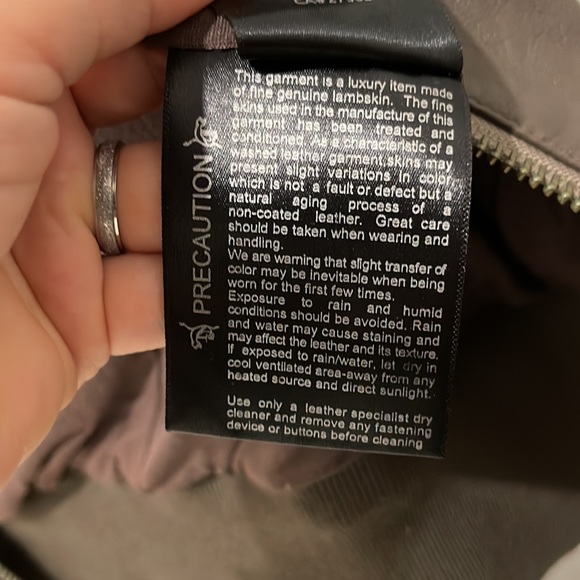 PRECAUTION
This garment is a luxury item made
of fine genuine lambskin. The fine
skins used in the manufacture of this
garment has been treated and
conditioned. As a characteristic of a
washed leather garment,skins may
present slight variations in color
which is not a fault or defect but a
natural aging process of a
non-coated leather. Great care
should be taken when wearing and
handling.
We are warning that slight transfer of
color may be inevitable when being
worn for the first few times.
Exposure to rain and humid
conditions should be avoided. Rain
and water may cause staining and
may affect the leather and its texture.
If exposed to rain/water, let dry in
cool ventilated area-away from any
heated source and direct sunlight.
Use only a leather specialist dry
cleaner and remove any fastening
device or buttons before cleaning